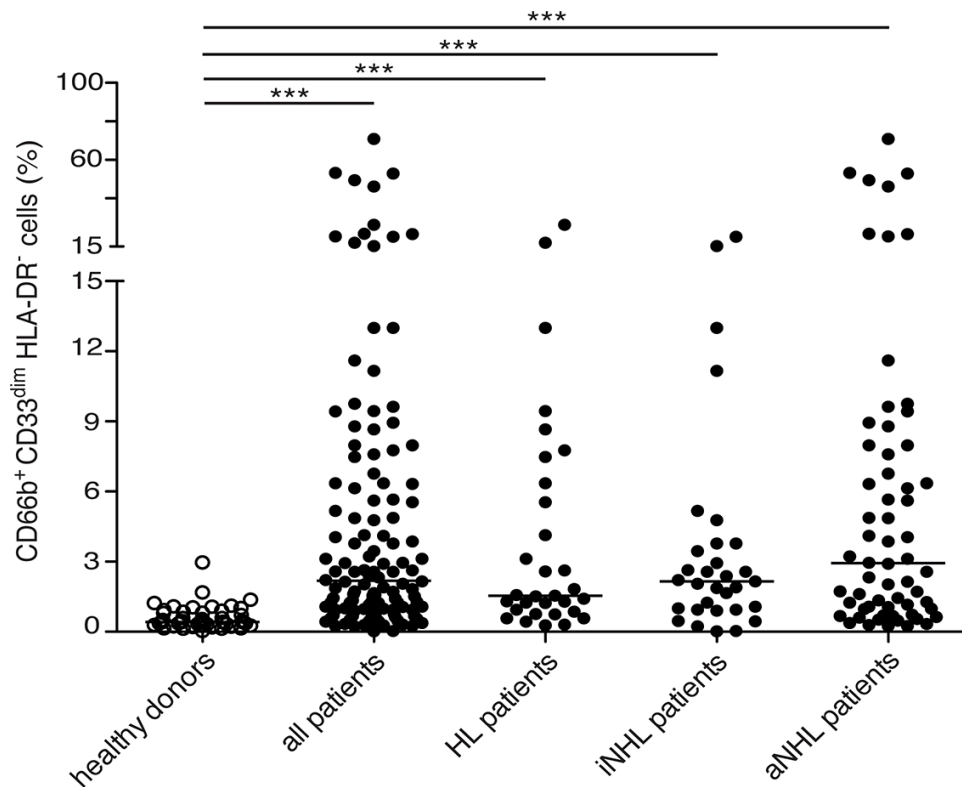 ***
***
***
***
100
60
15
15
12
9
6
3
0
CD66b⁺ CD33ᵈⁱᵐ HLA-DR⁻ cells (%)
healthy donors
all patients
HL patients
iNHL patients
aNHL patients